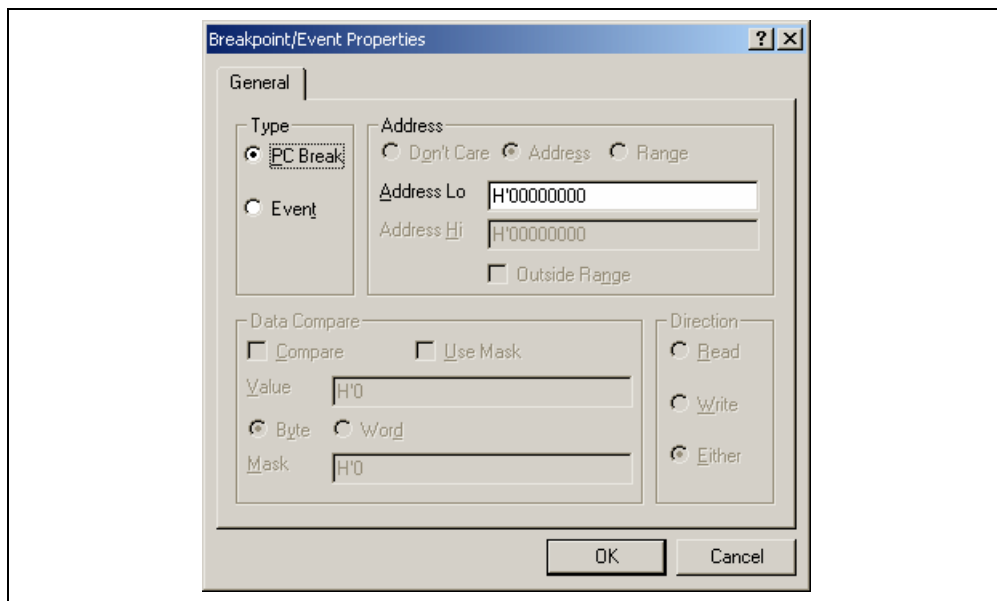 Breakpoint/Event Properties
General
Type
PC Break
Event
Address
Don't Care Address Range
Address Lo H'00000000
Address Hi H'00000000
Outside Range
Data Compare
Compare Use Mask
Value H'0
Byte Word
Mask H'0
Direction
Read
Write
Either
OK Cancel